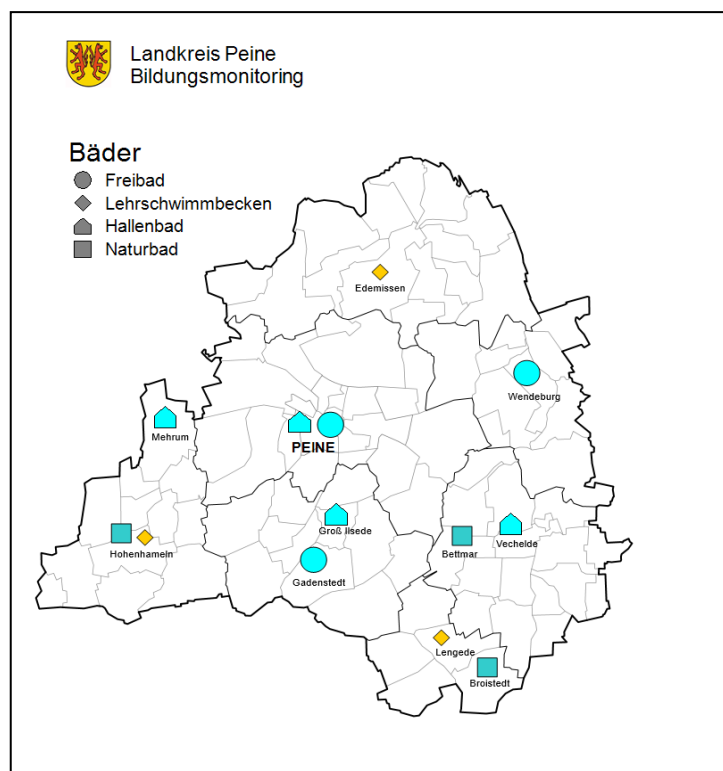 Landkreis Peine
Bildungsmonitoring
Bäder
Freibad
Lehrschwimmbecken
Hallenbad
Naturbad
Edemissen
Wendeburg
Mehrum
PEINE
Groß Ilsede
Vechelde
Hohenhameln
Bettmar
Gadenstedt
Lengede
Broistedt